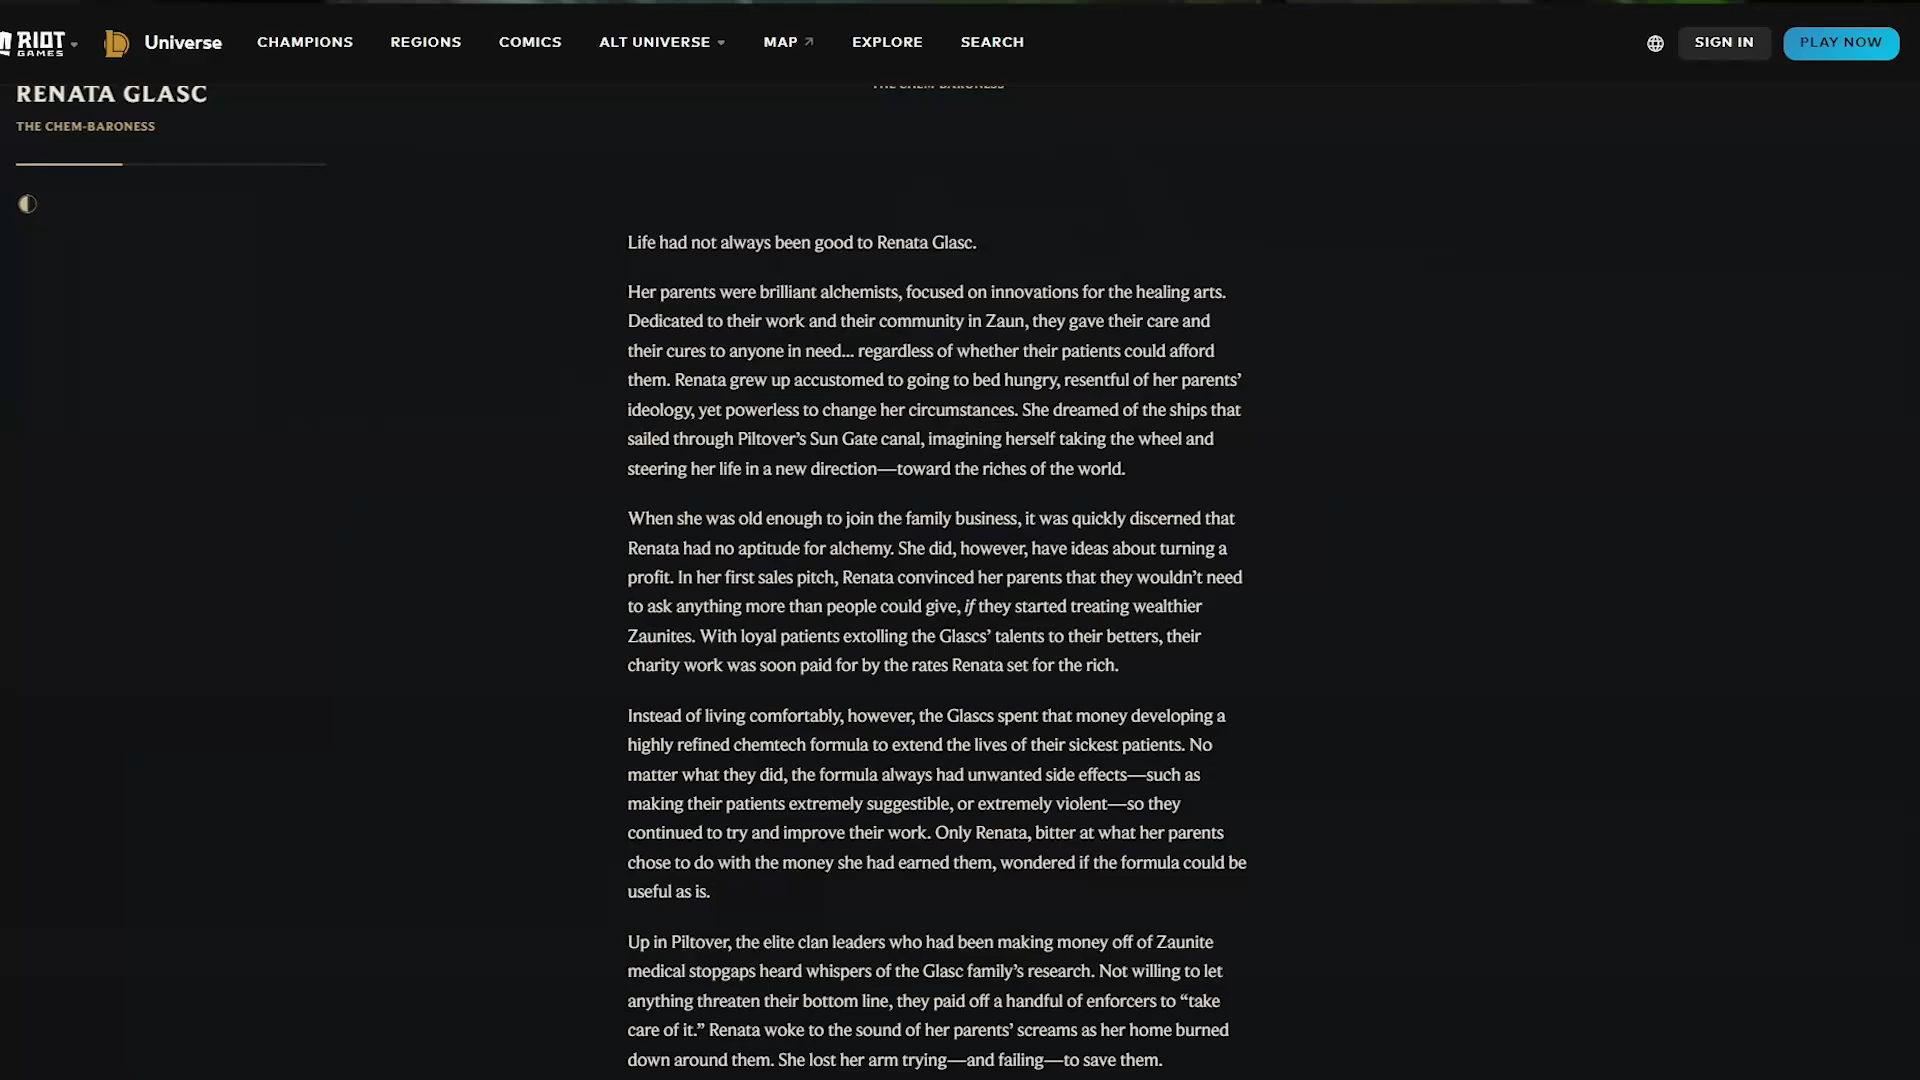 RIOT GAMES
Universe
CHAMPIONS
REGIONS
COMICS
ALT UNIVERSE
MAP
EXPLORE
SEARCH
SIGN IN
PLAY NOW
RENATA GLASC
THE CHEM-BARONESS
THE CHEM-BARONESS
Life had not always been good to Renata Glasc.
Her parents were brilliant alchemists, focused on innovations for the healing arts.
Dedicated to their work and their community in Zaun, they gave their care and
their cures to anyone in need... regardless of whether their patients could afford
them. Renata grew up accustomed to going to bed hungry, resentful of her parents’
ideology, yet powerless to change her circumstances. She dreamed of the ships that
sailed through Piltover’s Sun Gate canal, imagining herself taking the wheel and
steering her life in a new direction—toward the riches of the world.
When she was old enough to join the family business, it was quickly discerned that
Renata had no aptitude for alchemy. She did, however, have ideas about turning a
profit. In her first sales pitch, Renata convinced her parents that they wouldn’t need
to ask anything more than people could give, if they started treating wealthier
Zaunites. With loyal patients extolling the Glascs’ talents to their betters, their
charity work was soon paid for by the rates Renata set for the rich.
Instead of living comfortably, however, the Glascs spent that money developing a
highly refined chemtech formula to extend the lives of their sickest patients. No
matter what they did, the formula always had unwanted side effects—such as
making their patients extremely suggestible, or extremely violent—so they
continued to try and improve their work. Only Renata, bitter at what her parents
chose to do with the money she had earned them, wondered if the formula could be
useful as is.
Up in Piltover, the elite clan leaders who had been making money off of Zaunite
medical stopgaps heard whispers of the Glasc family’s research. Not willing to let
anything threaten their bottom line, they paid off a handful of enforcers to “take
care of it.” Renata woke to the sound of her parents’ screams as her home burned
down around them. She lost her arm trying—and failing—to save them.